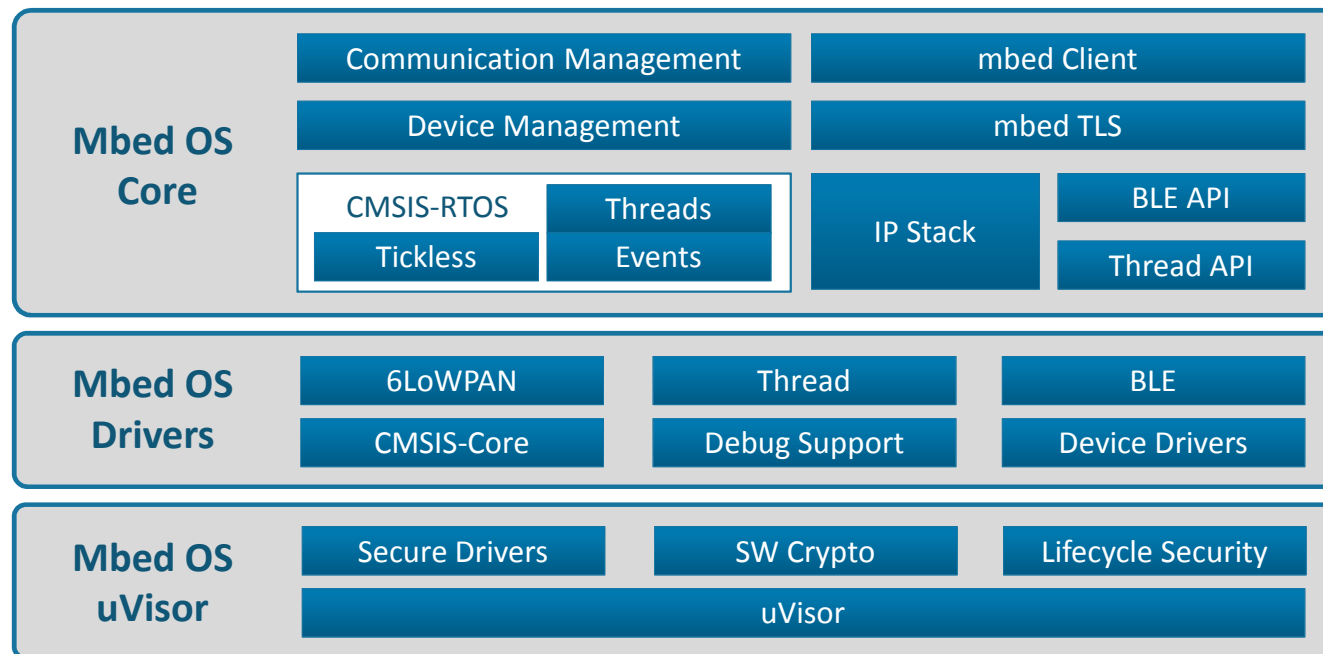 Mbed OS
Core
Communication Management
mbed Client
Device Management
mbed TLS
CMSIS-RTOS
Threads
Tickless
Events
IP Stack
BLE API
Thread API
Mbed OS
Drivers
6LoWPAN
Thread
BLE
CMSIS-Core
Debug Support
Device Drivers
Mbed OS
uVisor
Secure Drivers
SW Crypto
Lifecycle Security
uVisor